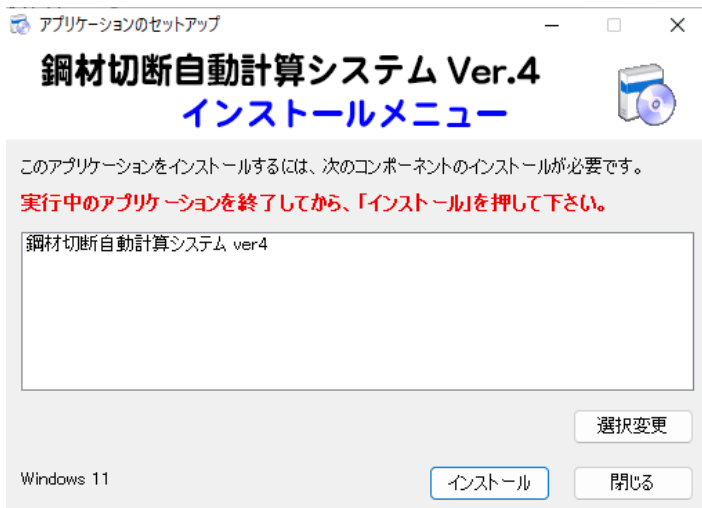 アプリケーションのセットアップ
鋼材切断自動計算システム Ver.4
インストールメニュー
このアプリケーションをインストールするには、次のコンポーネントのインストールが必要です。
実行中のアプリケーションを終了してから、「インストール」を押して下さい。
鋼材切断自動計算システム ver4
選択変更
Windows 11
インストール
閉じる